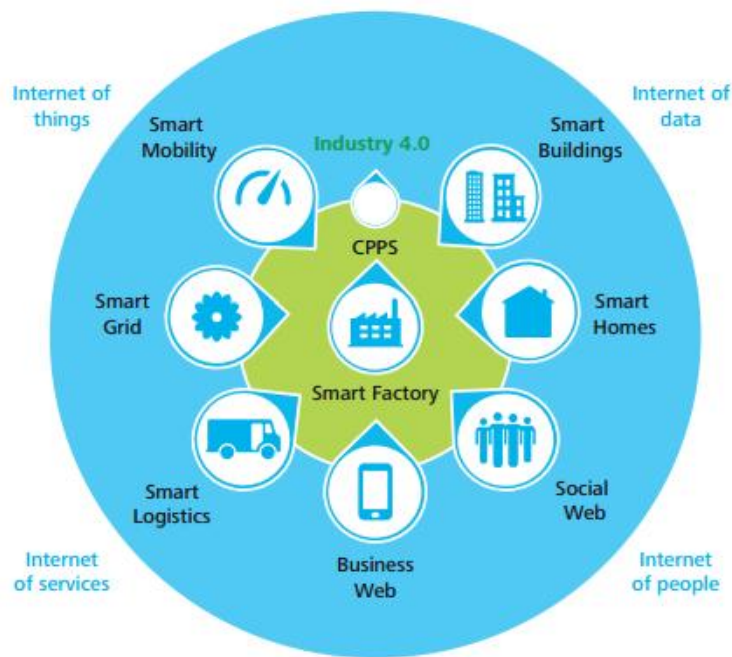 Internet of
things
Internet of
data
Smart
Mobility
Industry 4.0
Smart
Buildings
CPPS
Smart
Grid
Smart
Homes
Smart Factory
Smart
Logistics
Social
Web
Business
Web
Internet
of services
Internet
of people